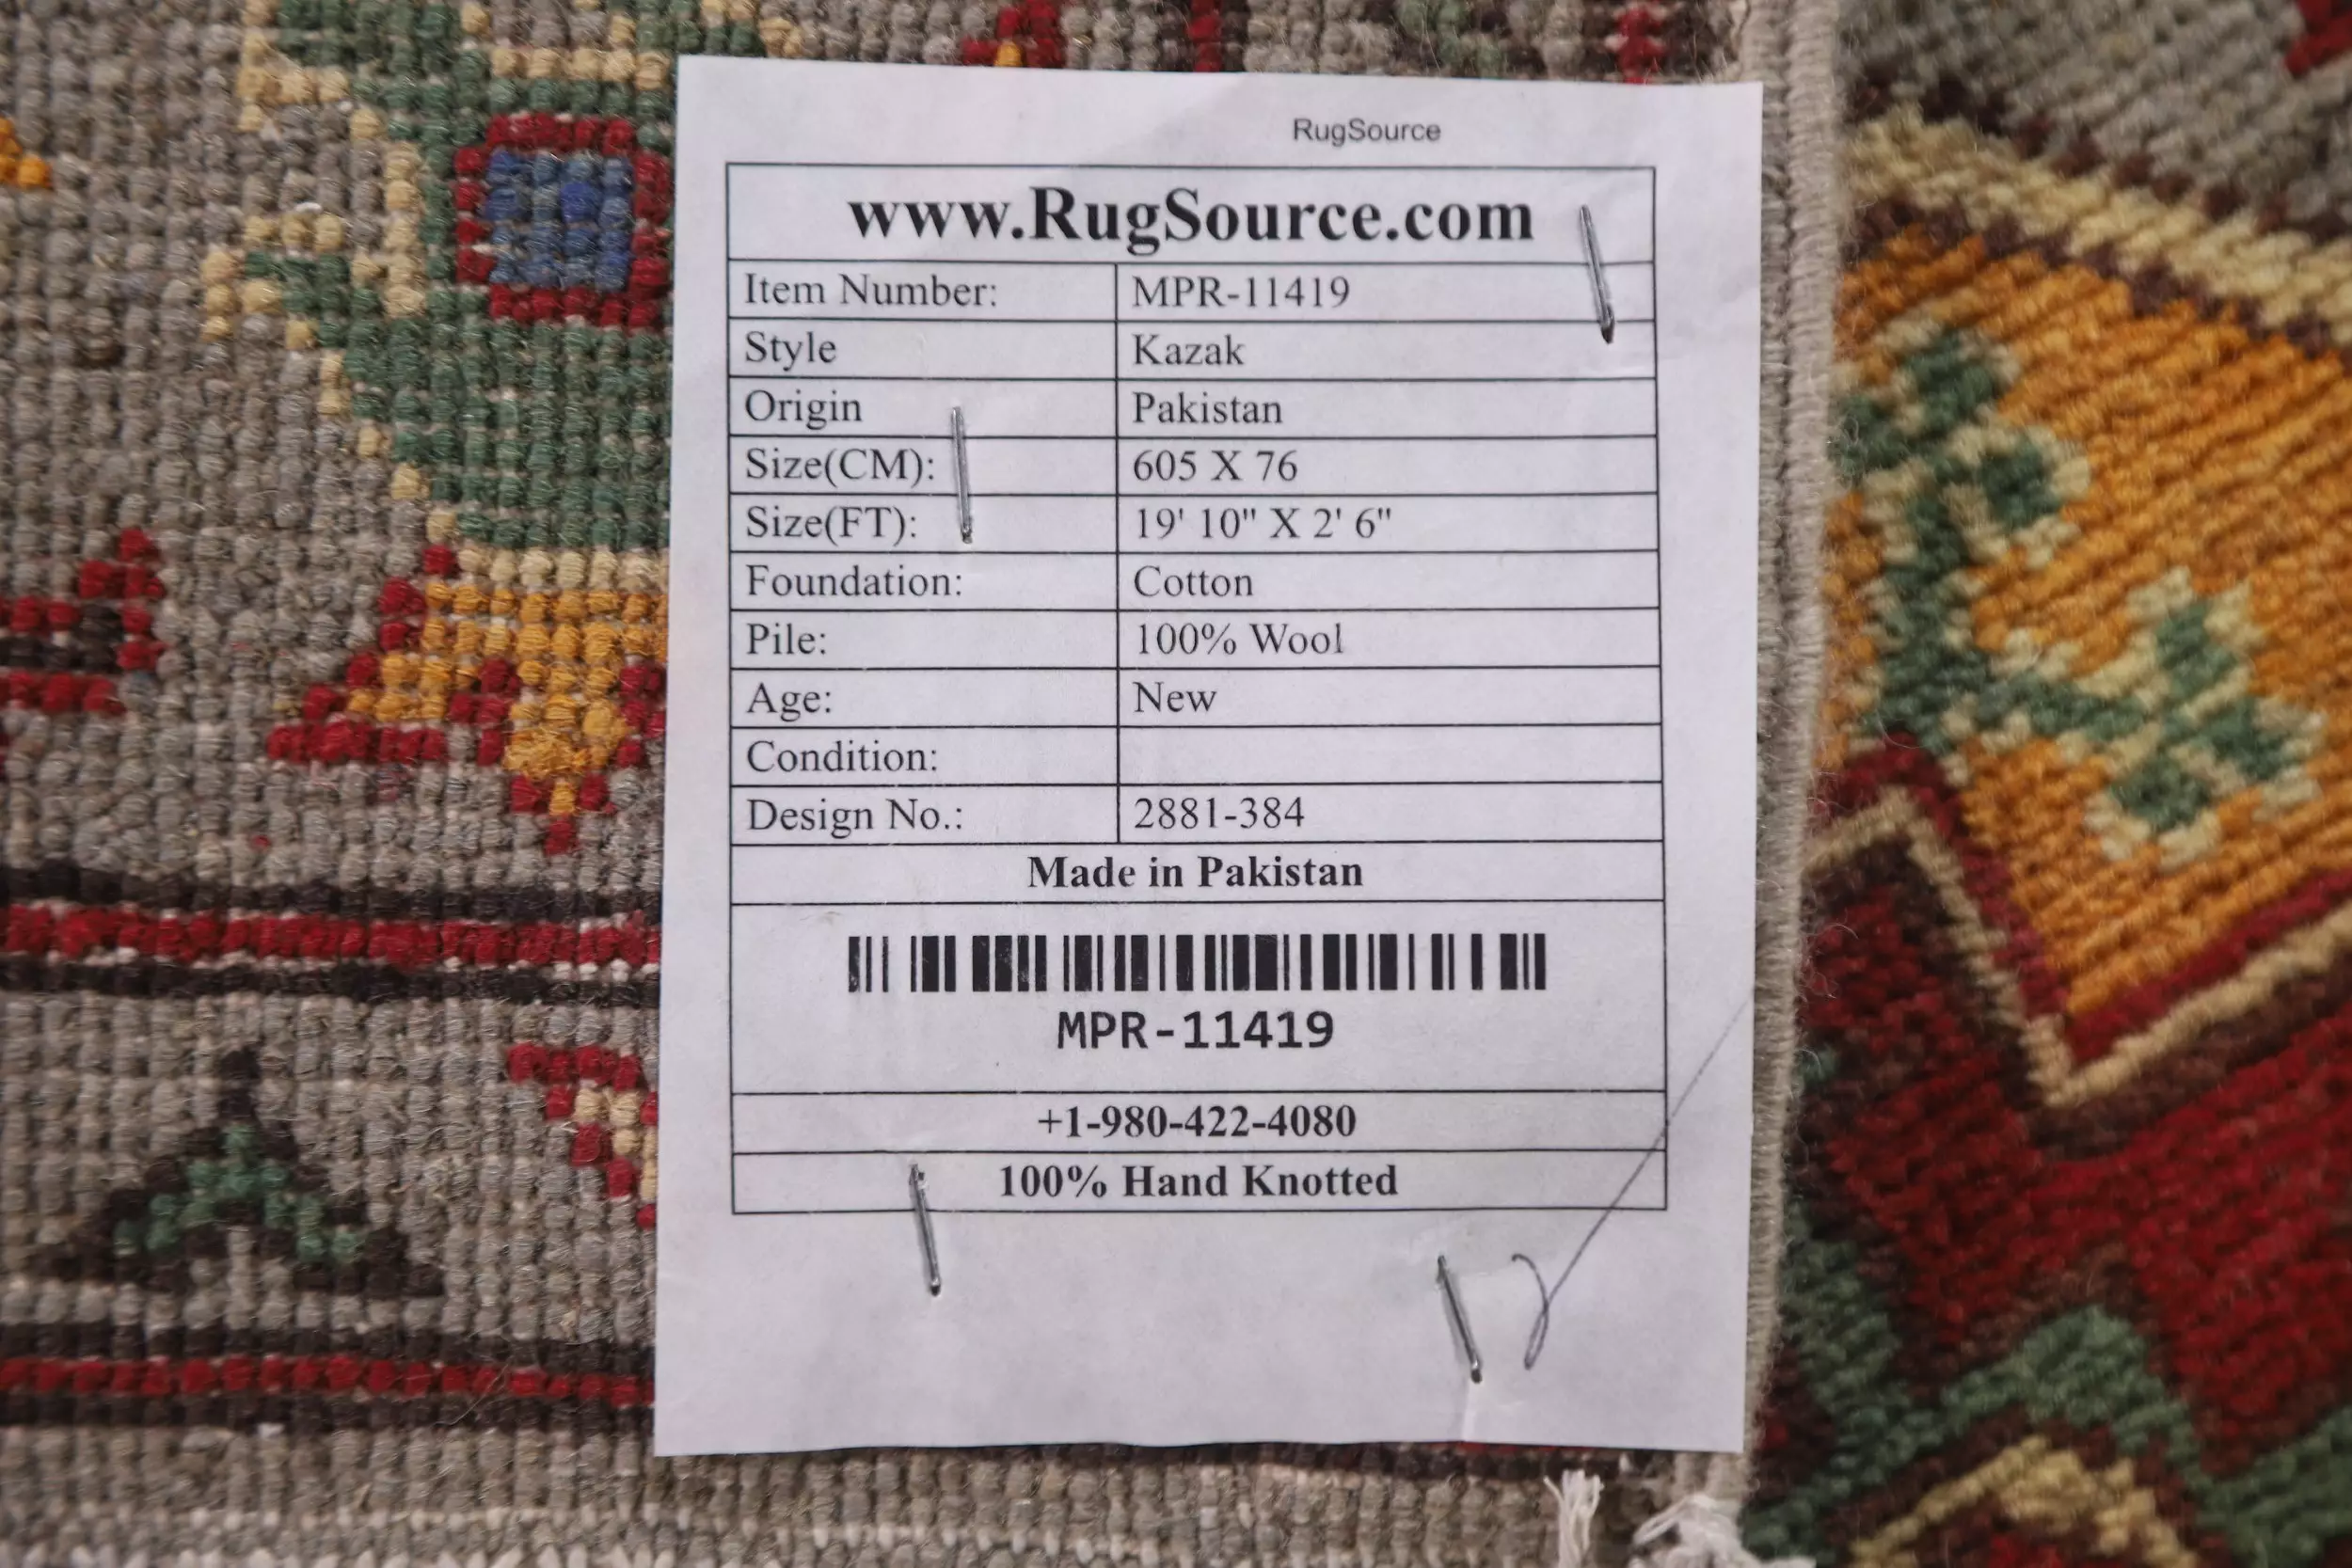 RugSource
www.RugSource.com
Item Number: MPR-11419
Style Kazak
Origin Pakistan
Size(CM): 605 X 76
Size(FT): 19' 10" X 2' 6"
Foundation: Cotton
Pile: 100% Wool
Age: New
Condition:
Design No.: 2881-384
Made in Pakistan
MPR-11419
+1-980-422-4080
100% Hand Knotted